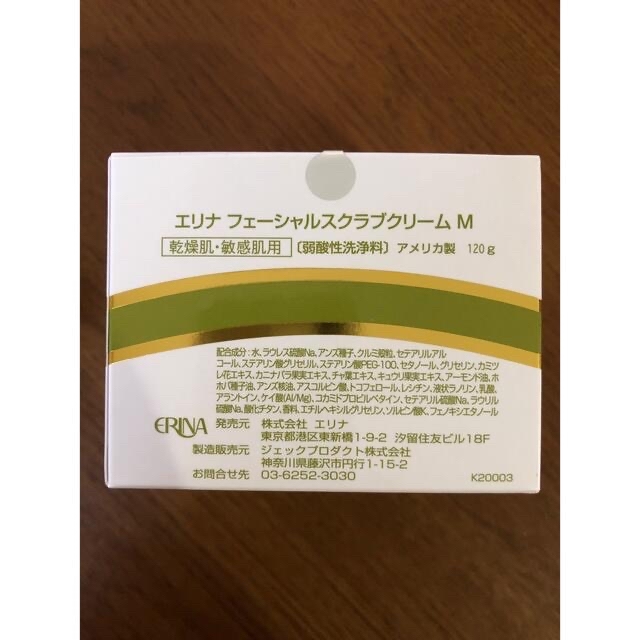 エリナ フェーシャルスクラブクリーム M
乾燥肌・敏感肌用 〔弱酸性洗浄料〕 アメリカ製 120g
配合成分:水、ラウレス硫酸Na、アンズ種子、クルミ殻粒、セテアリルアル
コール、ステアリン酸グリセリル、ステアリン酸PEG-100、セタノール、グリセリン、カミツ
レ花エキス、カニナバラ果実エキス、チャ葉エキス、キュウリ果実エキス、アーモンド油、ホ
ホバ種子油、アンズ核油、アスコルビン酸、トコフェロール、レシチン、液状ラノリン、乳酸、
アラントイン、ケイ酸(Al/Mg)、コカミドプロピルベタイン、セテアリル硫酸Na、ラウリル
硫酸Na、酸化チタン、香料、エチルヘキシルグリセリン、ソルビン酸K、フェノキシエタノール
ERINA 発売元 株式会社 エリナ
東京都港区東新橋1-9-2 汐留住友ビル18F
製造販売元 ジェックプロダクト株式会社
神奈川県藤沢市円行1-15-2
お問合せ先 03-6252-3030
K20003